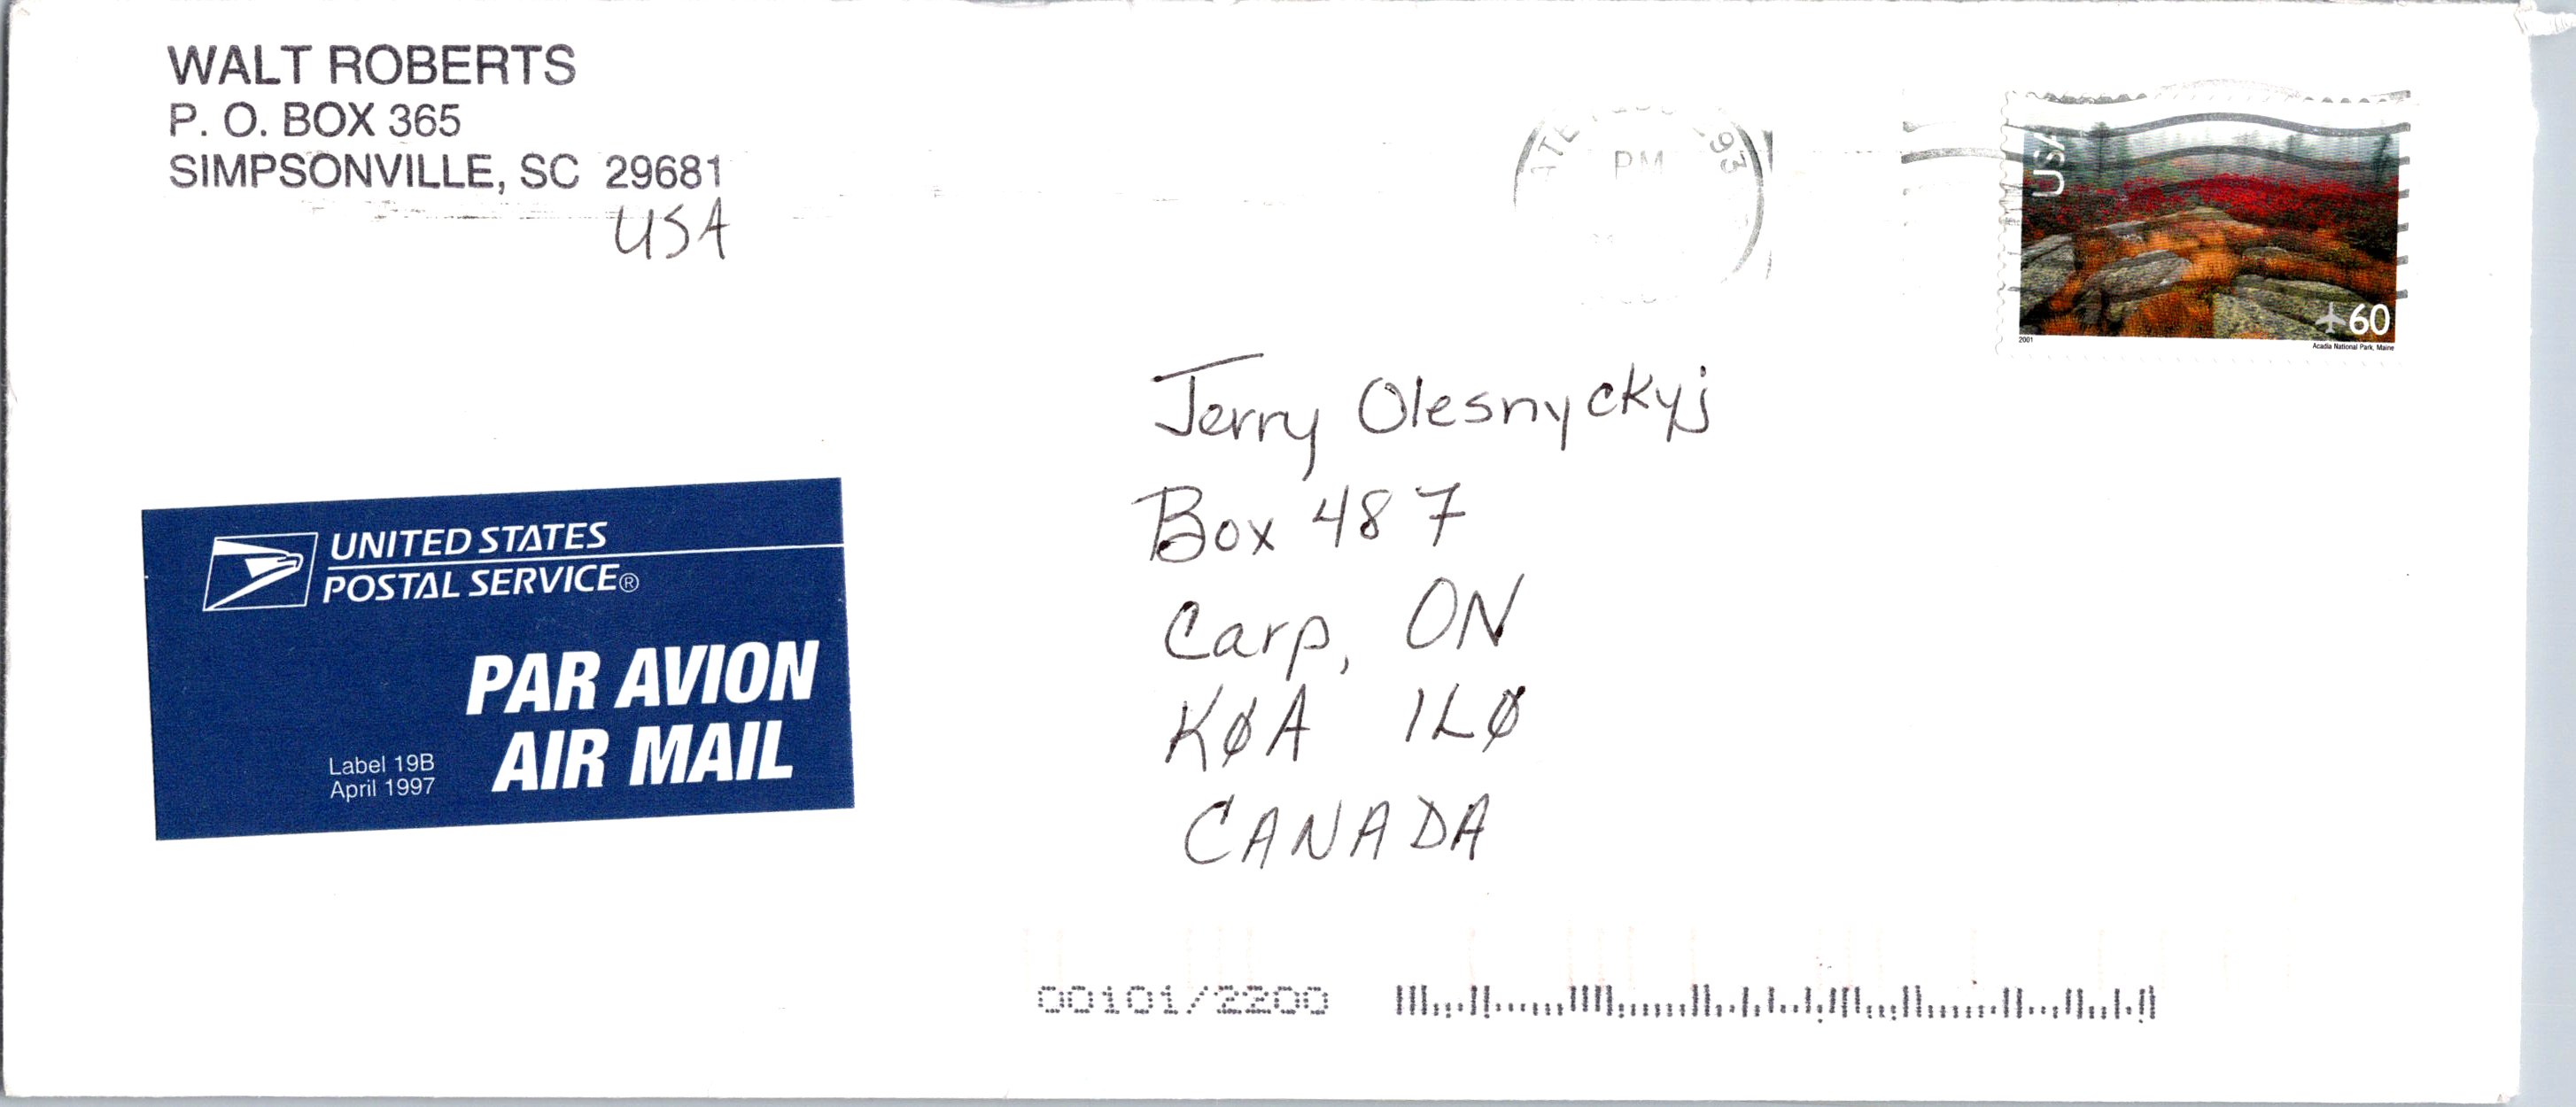 WALT ROBERTS
P. O. BOX 365
SIMPSONVILLE, SC 29681
USA
PM
293
USA
60
2001
Acadia National Park, Maine
Jerry Olesnyckyj
Box 487
Carp, ON
KØA 1LØ
CANADA
UNITED STATES
POSTAL SERVICE®
PAR AVION
AIR MAIL
Label 19B
April 1997
00101/2200